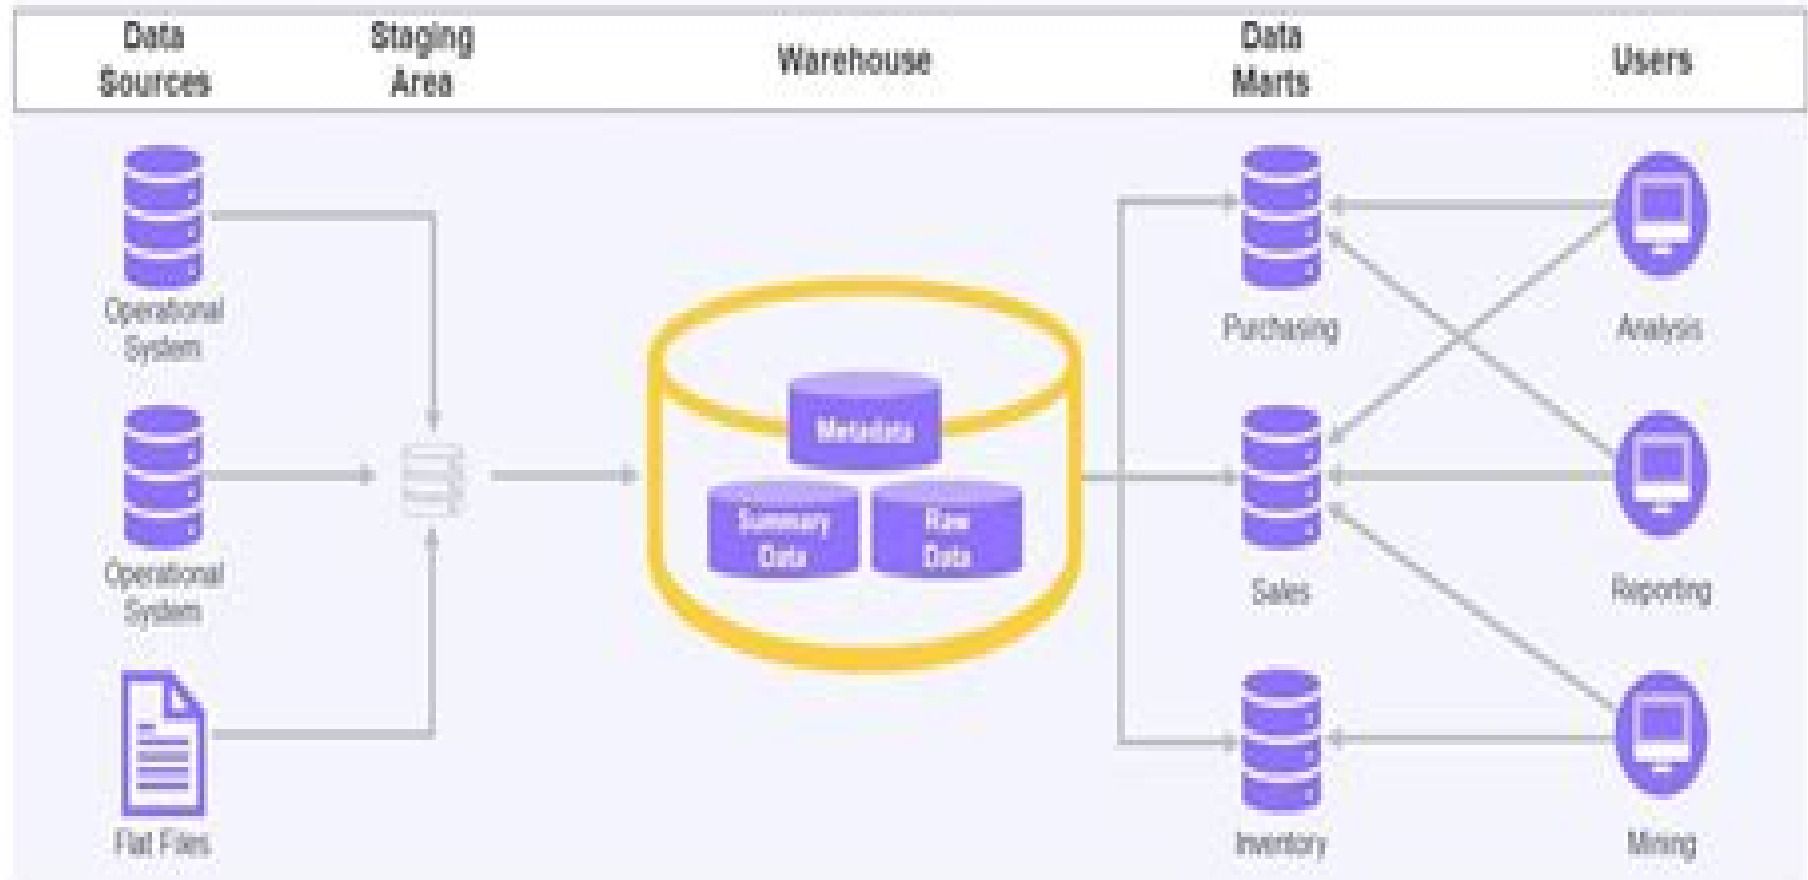 Data
Sources
Staging
Area
Warehouse
Data
Marts
Users
Operational
System
Purchasing
Analysis
Metadata
Summary
Data
Raw
Data
Operational
System
Sales
Reporting
Flat Files
Inventory
Mining